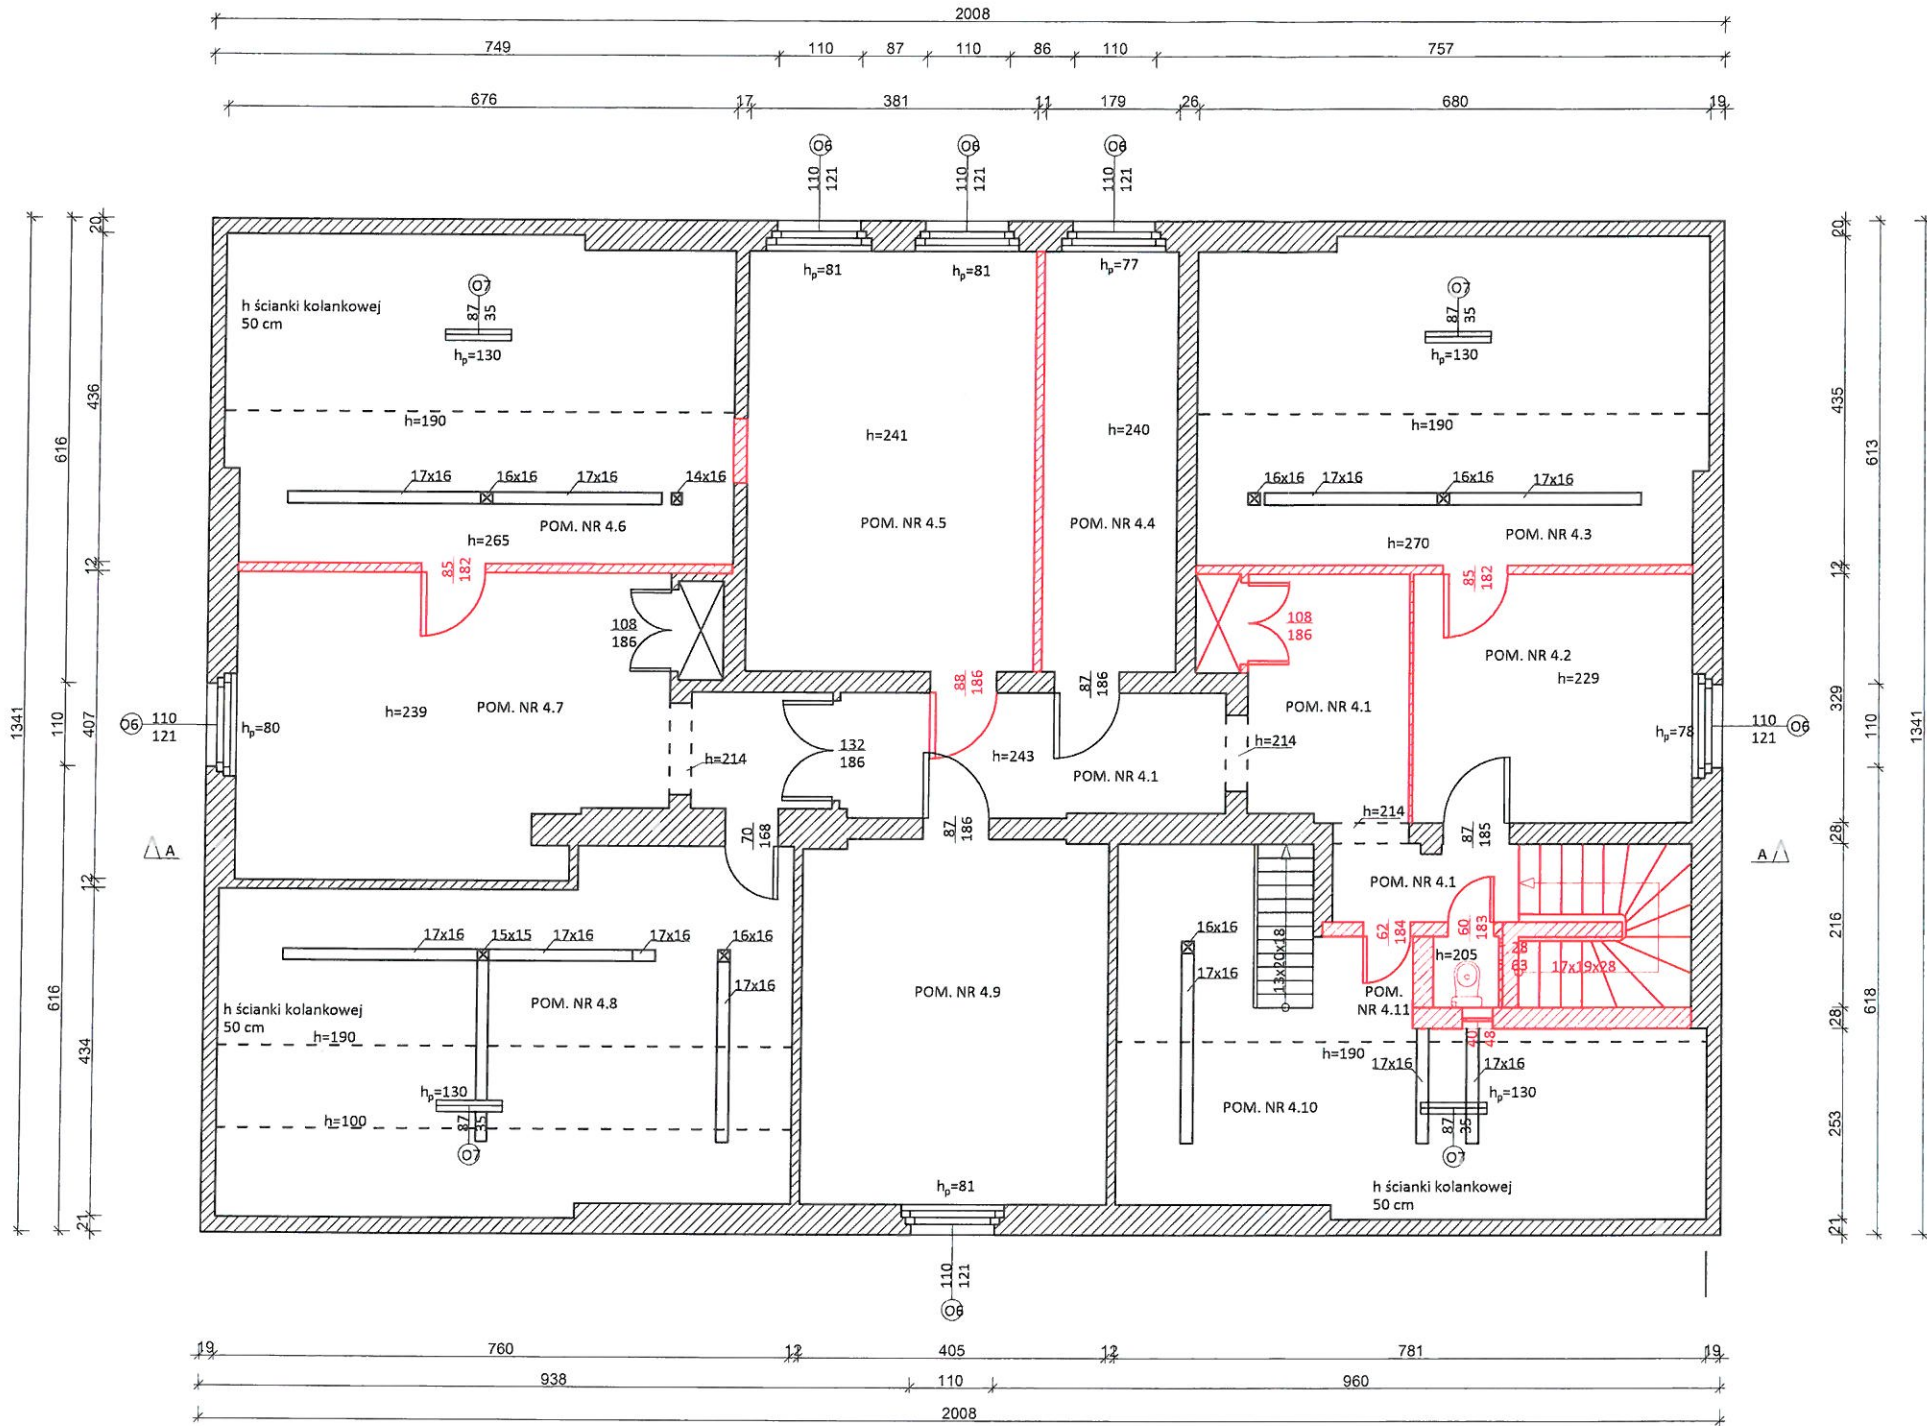 2008
749 110 87 110 86 110 757
676 17 381 11 179 26 680 19
O6 O6 O6
110 121 110 121 110 121
hp=81 hp=81 hp=77
h ścianki kolankowej
50 cm
O7
87 35
hp=130
O7
87 35
hp=130
h=190 h=241 h=240 h=190
17x16 16x16 17x16 14x16
16x16 17x16 16x16 17x16
POM. NR 4.6 POM. NR 4.5 POM. NR 4.4 POM. NR 4.3
h=265 h=270
85 182
85 182
108
186
108
186
POM. NR 4.2
h=229
88 186
87 186
h=239 POM. NR 4.7
POM. NR 4.1
O6 110
121
hp=80
h=214
132
186
h=243
POM. NR 4.1
h=214
hp=78
110
121 O6
h=214
70 168
87 186
87 185
A
A
POM. NR 4.1
17x16 15x15 17x16 17x16 16x16
17x16
16x16
17x16
13x20x18
62 184
60 183
h=205
28
63
17x19x28
POM.
NR 4.11
POM. NR 4.8
POM. NR 4.9
h ścianki kolankowej
50 cm
h=190
40 48
h=190
17x16 17x16
hp=130
hp=130
h=100
87 35
O7
POM. NR 4.10
87 35
O7
h ścianki kolankowej
50 cm
hp=81
110 121
O6
1341
616 110 616
20 436 12 407 12 434 21
20 435 12 329 28 216 28 253 21
613 110 618
1341
19 760 12 405 12 781 19
938 110 960
2008